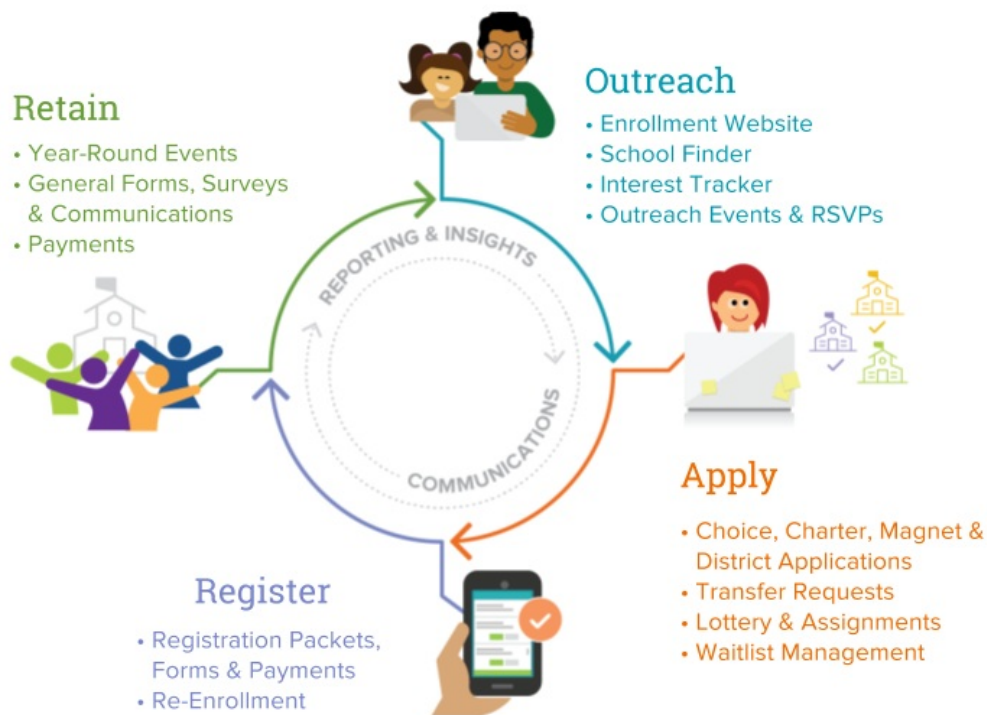 Retain
• Year-Round Events
• General Forms, Surveys
& Communications
• Payments
Outreach
• Enrollment Website
• School Finder
• Interest Tracker
• Outreach Events & RSVPs
REPORTING & INSIGHTS
COMMUNICATIONS
Apply
• Choice, Charter, Magnet &
District Applications
• Transfer Requests
• Lottery & Assignments
• Waitlist Management
Register
• Registration Packets,
Forms & Payments
• Re-Enrollment